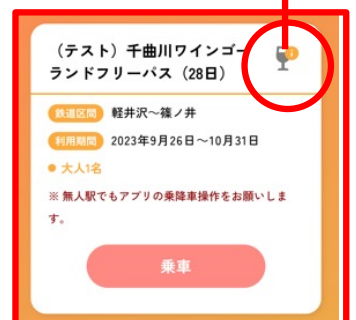 （テスト）千曲川ワインゴー
ランドフリーパス（28日）
鉄道区間 軽井沢～篠ノ井
利用期間 2023年9月26日～10月31日
大人1名
※ 無人駅でもアプリの乗降車操作をお願いしま
す。
乗車